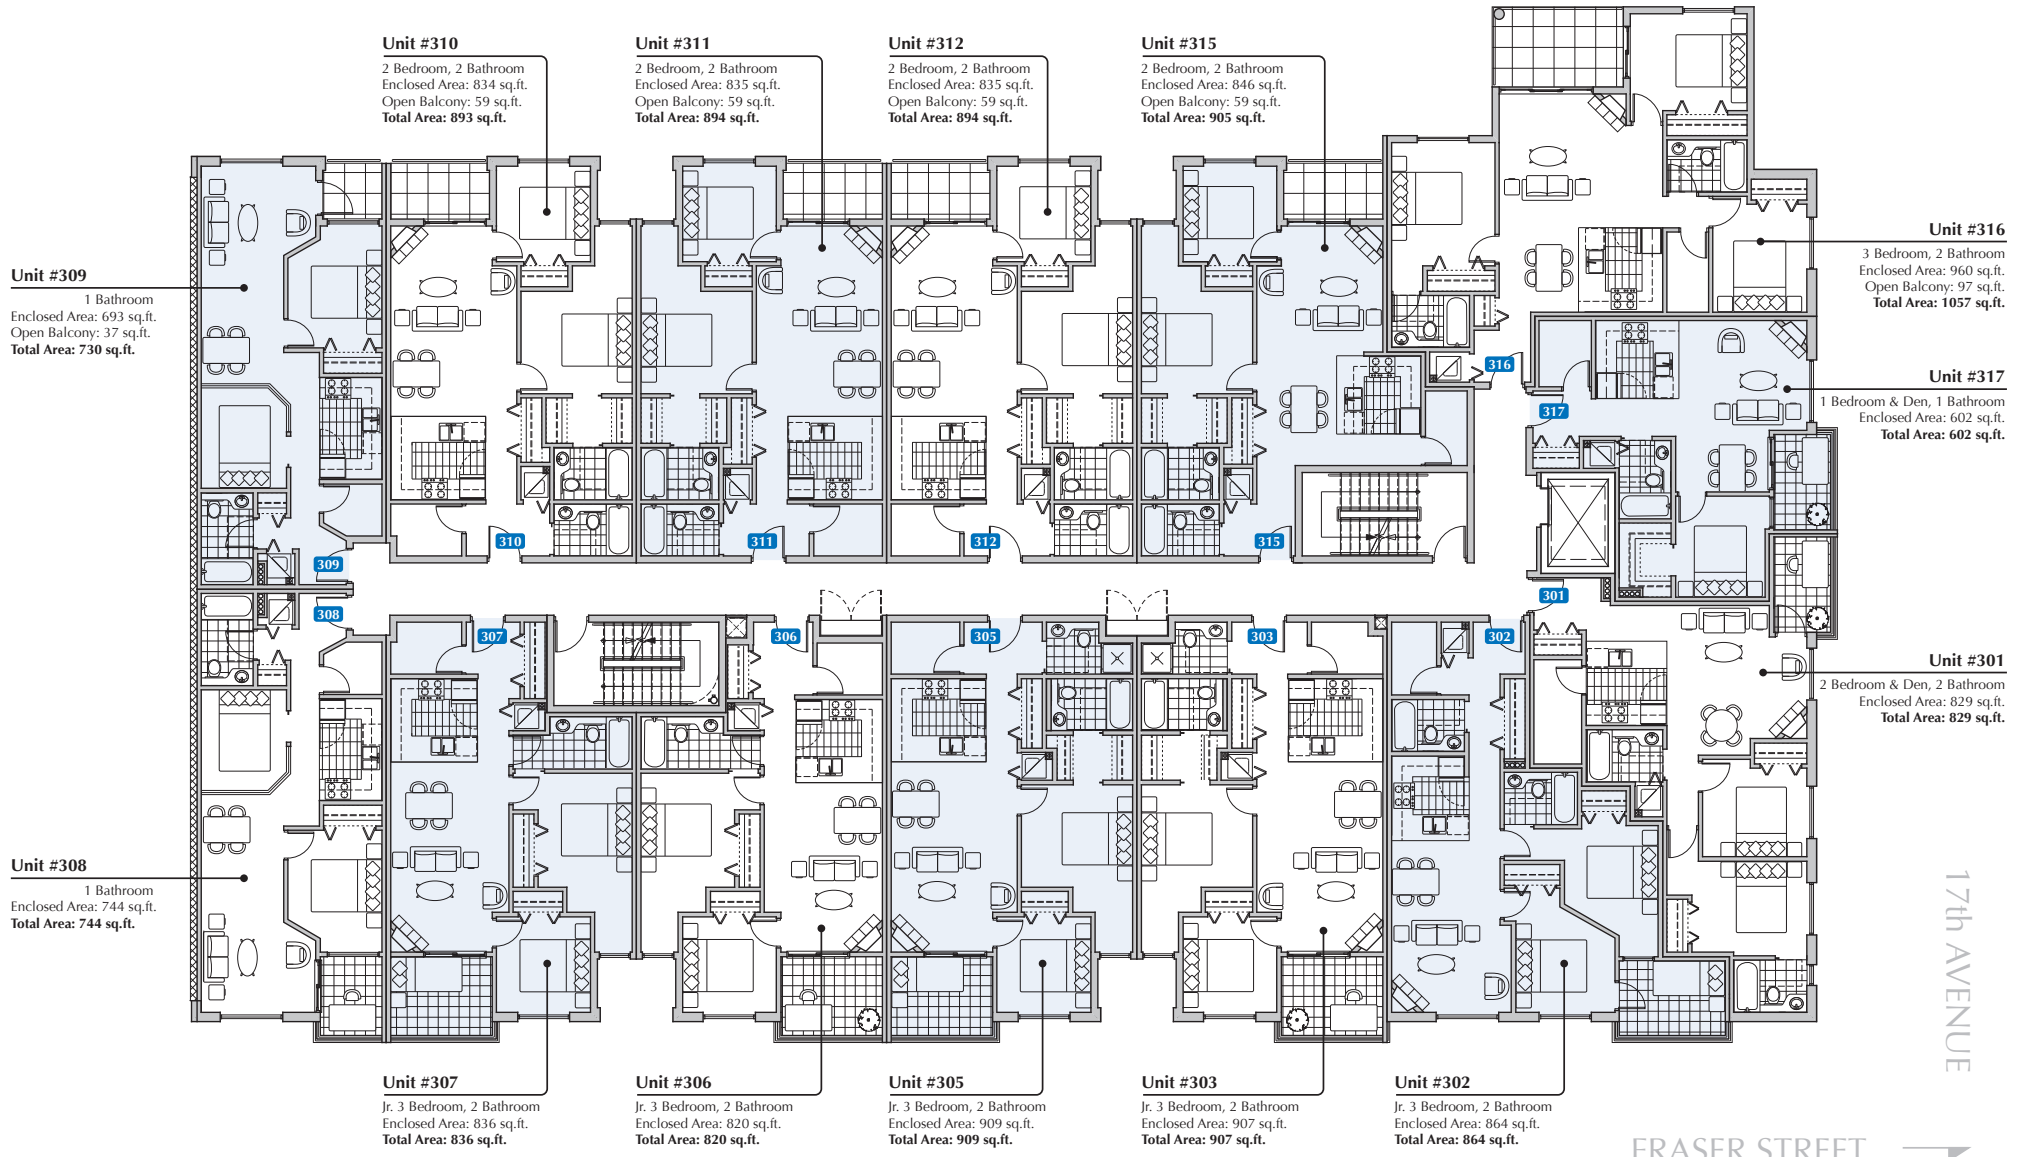 Unit #310
2 Bedroom, 2 Bathroom
Enclosed Area: 834 sq.ft.
Open Balcony: 59 sq.ft.
Total Area: 893 sq.ft.
Unit #311
2 Bedroom, 2 Bathroom
Enclosed Area: 835 sq.ft.
Open Balcony: 59 sq.ft.
Total Area: 894 sq.ft.
Unit #312
2 Bedroom, 2 Bathroom
Enclosed Area: 835 sq.ft.
Open Balcony: 59 sq.ft.
Total Area: 894 sq.ft.
Unit #315
2 Bedroom, 2 Bathroom
Enclosed Area: 846 sq.ft.
Open Balcony: 59 sq.ft.
Total Area: 905 sq.ft.
Unit #316
3 Bedroom, 2 Bathroom
Enclosed Area: 960 sq.ft.
Open Balcony: 97 sq.ft.
Total Area: 1057 sq.ft.
Unit #309
1 Bathroom
Enclosed Area: 693 sq.ft.
Open Balcony: 37 sq.ft.
Total Area: 730 sq.ft.
Unit #317
1 Bedroom & Den, 1 Bathroom
Enclosed Area: 602 sq.ft.
Total Area: 602 sq.ft.
316
317
310
311
312
315
309
301
308
307
306
305
303
302
Unit #301
2 Bedroom & Den, 2 Bathroom
Enclosed Area: 829 sq.ft.
Total Area: 829 sq.ft.
Unit #308
1 Bathroom
Enclosed Area: 744 sq.ft.
Total Area: 744 sq.ft.
17th AVENUE
Unit #307
Jr. 3 Bedroom, 2 Bathroom
Enclosed Area: 836 sq.ft.
Total Area: 836 sq.ft.
Unit #306
Jr. 3 Bedroom, 2 Bathroom
Enclosed Area: 820 sq.ft.
Total Area: 820 sq.ft.
Unit #305
Jr. 3 Bedroom, 2 Bathroom
Enclosed Area: 909 sq.ft.
Total Area: 909 sq.ft.
Unit #303
Jr. 3 Bedroom, 2 Bathroom
Enclosed Area: 907 sq.ft.
Total Area: 907 sq.ft.
Unit #302
Jr. 3 Bedroom, 2 Bathroom
Enclosed Area: 864 sq.ft.
Total Area: 864 sq.ft.
FRASER STREET